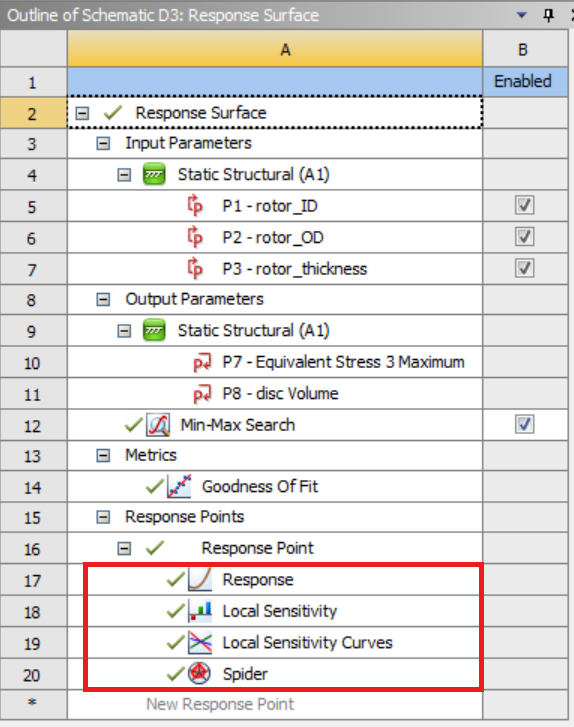 Outline of Schematic D3: Response Surface
A B
1 Enabled
2 Response Surface
3 Input Parameters
4 Static Structural (A1)
5 P1 - rotor_ID
6 P2 - rotor_OD
7 P3 - rotor_thickness
8 Output Parameters
9 Static Structural (A1)
10 P7 - Equivalent Stress 3 Maximum
11 P8 - disc Volume
12 Min-Max Search
13 Metrics
14 Goodness Of Fit
15 Response Points
16 Response Point
17 Response
18 Local Sensitivity
19 Local Sensitivity Curves
20 Spider
* New Response Point